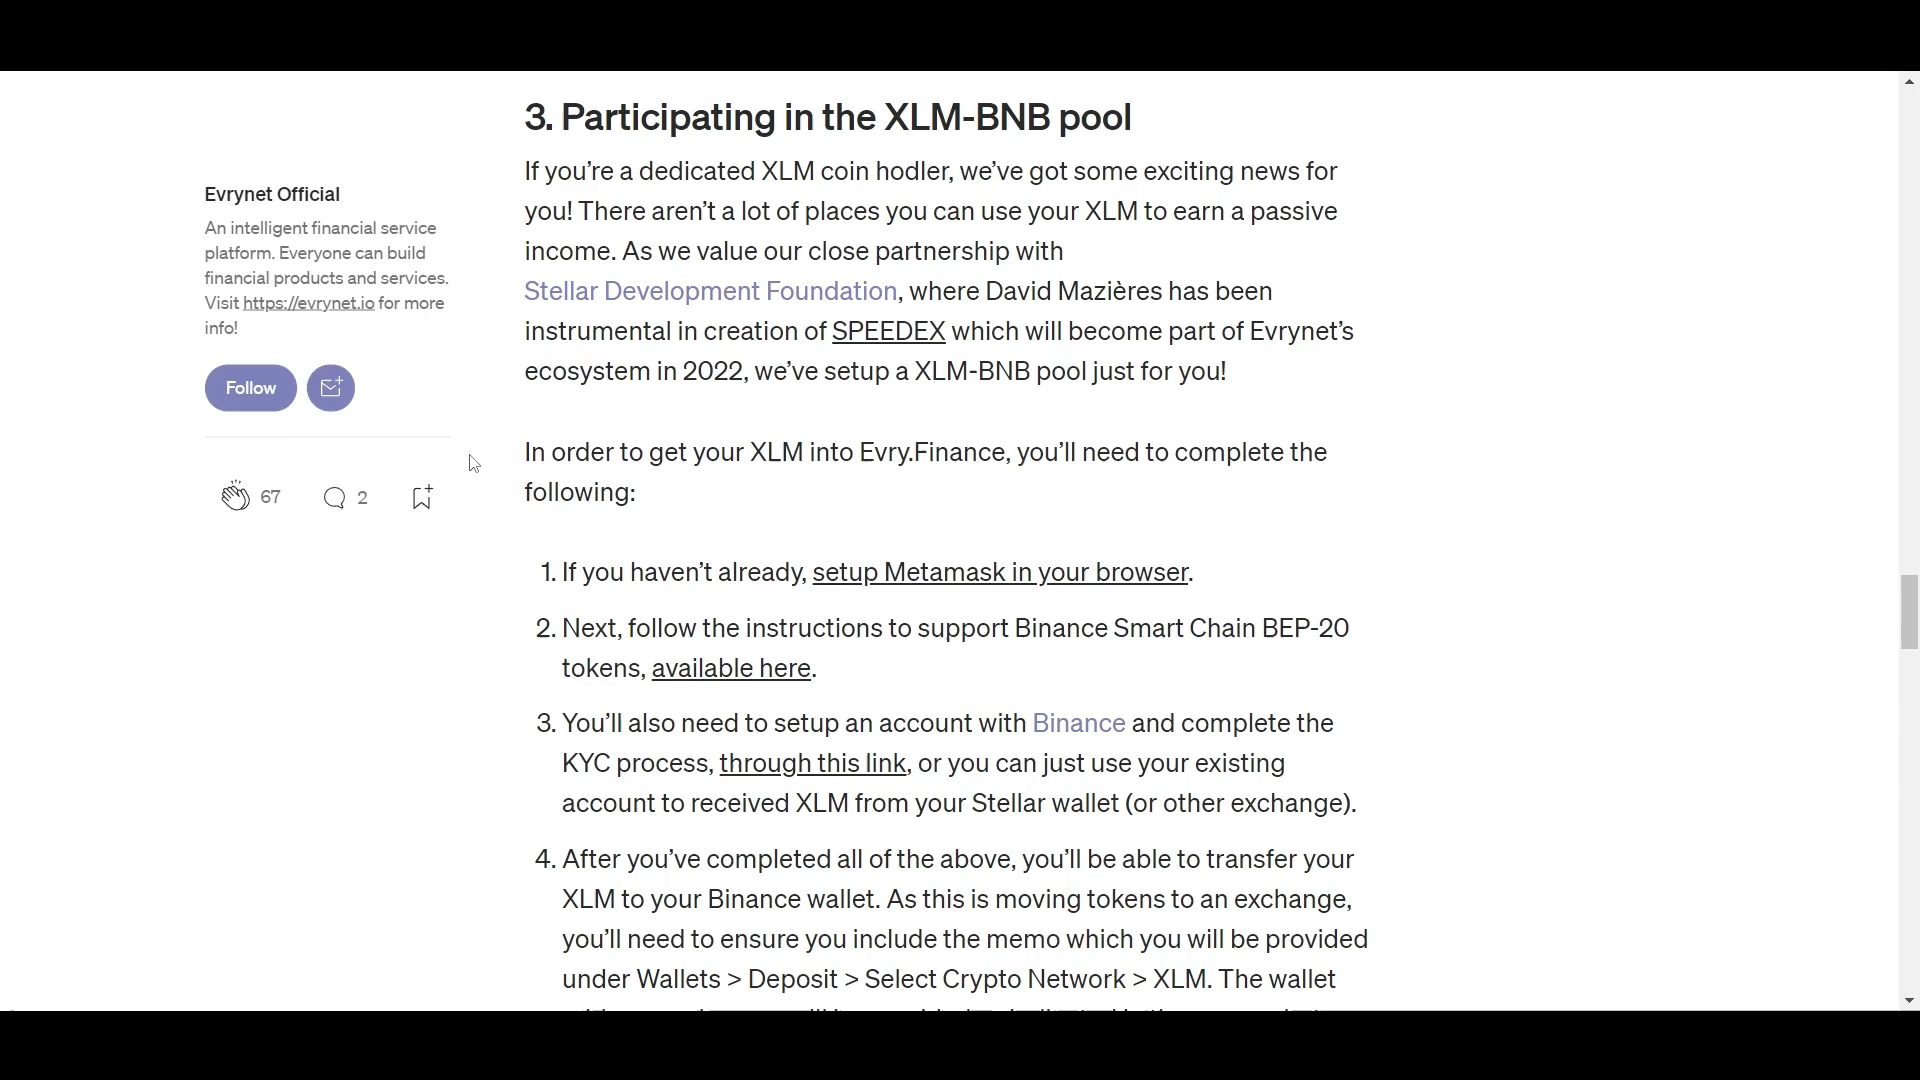 3. Participating in the XLM-BNB pool
If you’re a dedicated XLM coin hodler, we’ve got some exciting news for
you! There aren’t a lot of places you can use your XLM to earn a passive
income. As we value our close partnership with
Stellar Development Foundation, where David Mazières has been
instrumental in creation of SPEEDEX which will become part of Evrynet’s
ecosystem in 2022, we’ve setup a XLM-BNB pool just for you!
In order to get your XLM into Evry.Finance, you’ll need to complete the
following:
1. If you haven’t already, setup Metamask in your browser.
2. Next, follow the instructions to support Binance Smart Chain BEP-20
tokens, available here.
3. You’ll also need to setup an account with Binance and complete the
KYC process, through this link, or you can just use your existing
account to received XLM from your Stellar wallet (or other exchange).
4. After you’ve completed all of the above, you’ll be able to transfer your
XLM to your Binance wallet. As this is moving tokens to an exchange,
you’ll need to ensure you include the memo which you will be provided
under Wallets > Deposit > Select Crypto Network > XLM. The wallet
Evrynet Official
An intelligent financial service
platform. Everyone can build
financial products and services.
Visit https://evrynet.io for more
info!
Follow
67 2